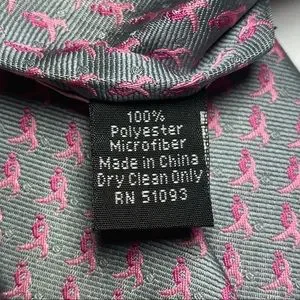 100%
Polyester
Microfiber
Made in China
Dry Clean Only
RN 51093